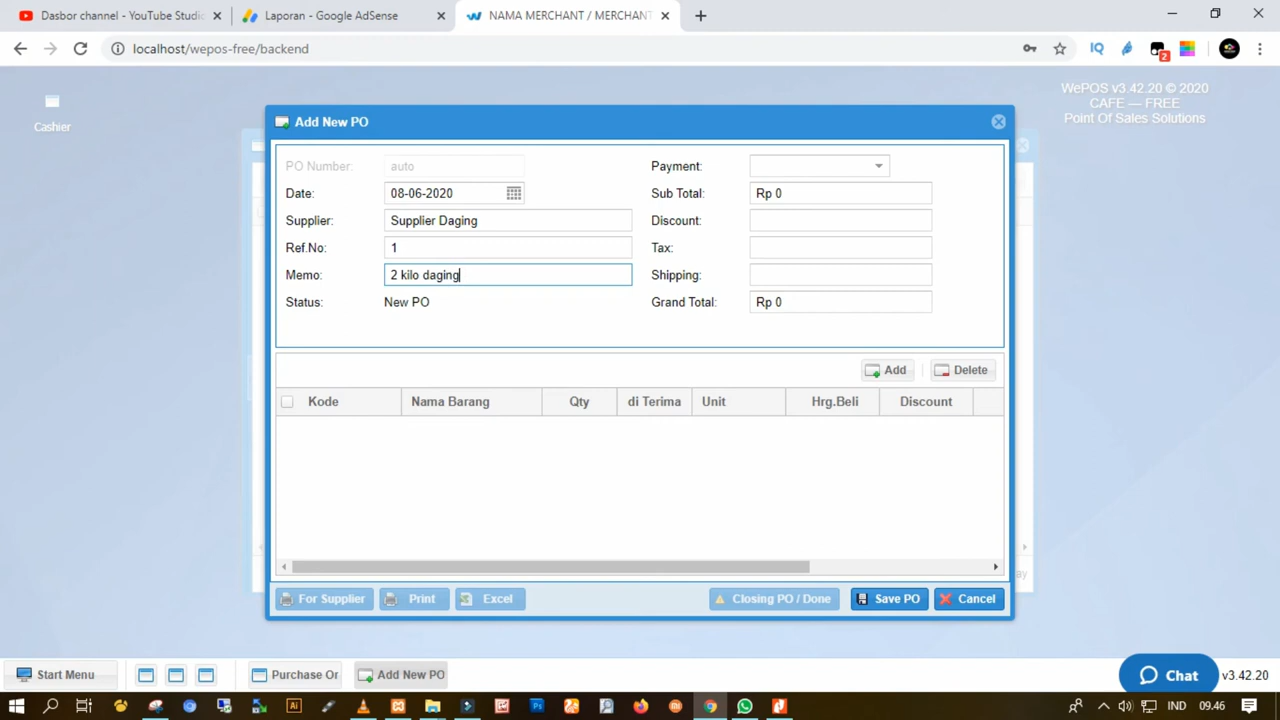 Dasbor channel - YouTube Studio
Laporan - Google AdSense
NAMA MERCHANT / MERCHANT
localhost/wepos-free/backend
IQ
2
Cashier
WePOS v3.42.20 © 2020
CAFE — FREE
Point Of Sales Solutions
Add New PO
PO Number: auto
Date: 08-06-2020
Supplier: Supplier Daging
Ref.No: 1
Memo: 2 kilo daging
Status: New PO
Payment:
Sub Total: Rp 0
Discount:
Tax:
Shipping:
Grand Total: Rp 0
Add
Delete
Kode Nama Barang Qty di Terima Unit Hrg.Beli Discount
For Supplier Print Excel Closing PO / Done Save PO Cancel
ay
Start Menu Purchase Or Add New PO Chat v3.42.20
IND 09.46